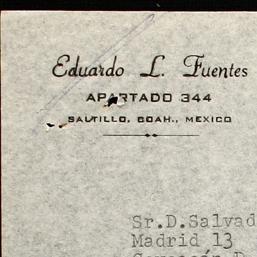 Eduardo L. Fuentes
APARTADO 344
SALTILLO, COAH., MEXICO
Sr.D.Salvad
Madrid 13